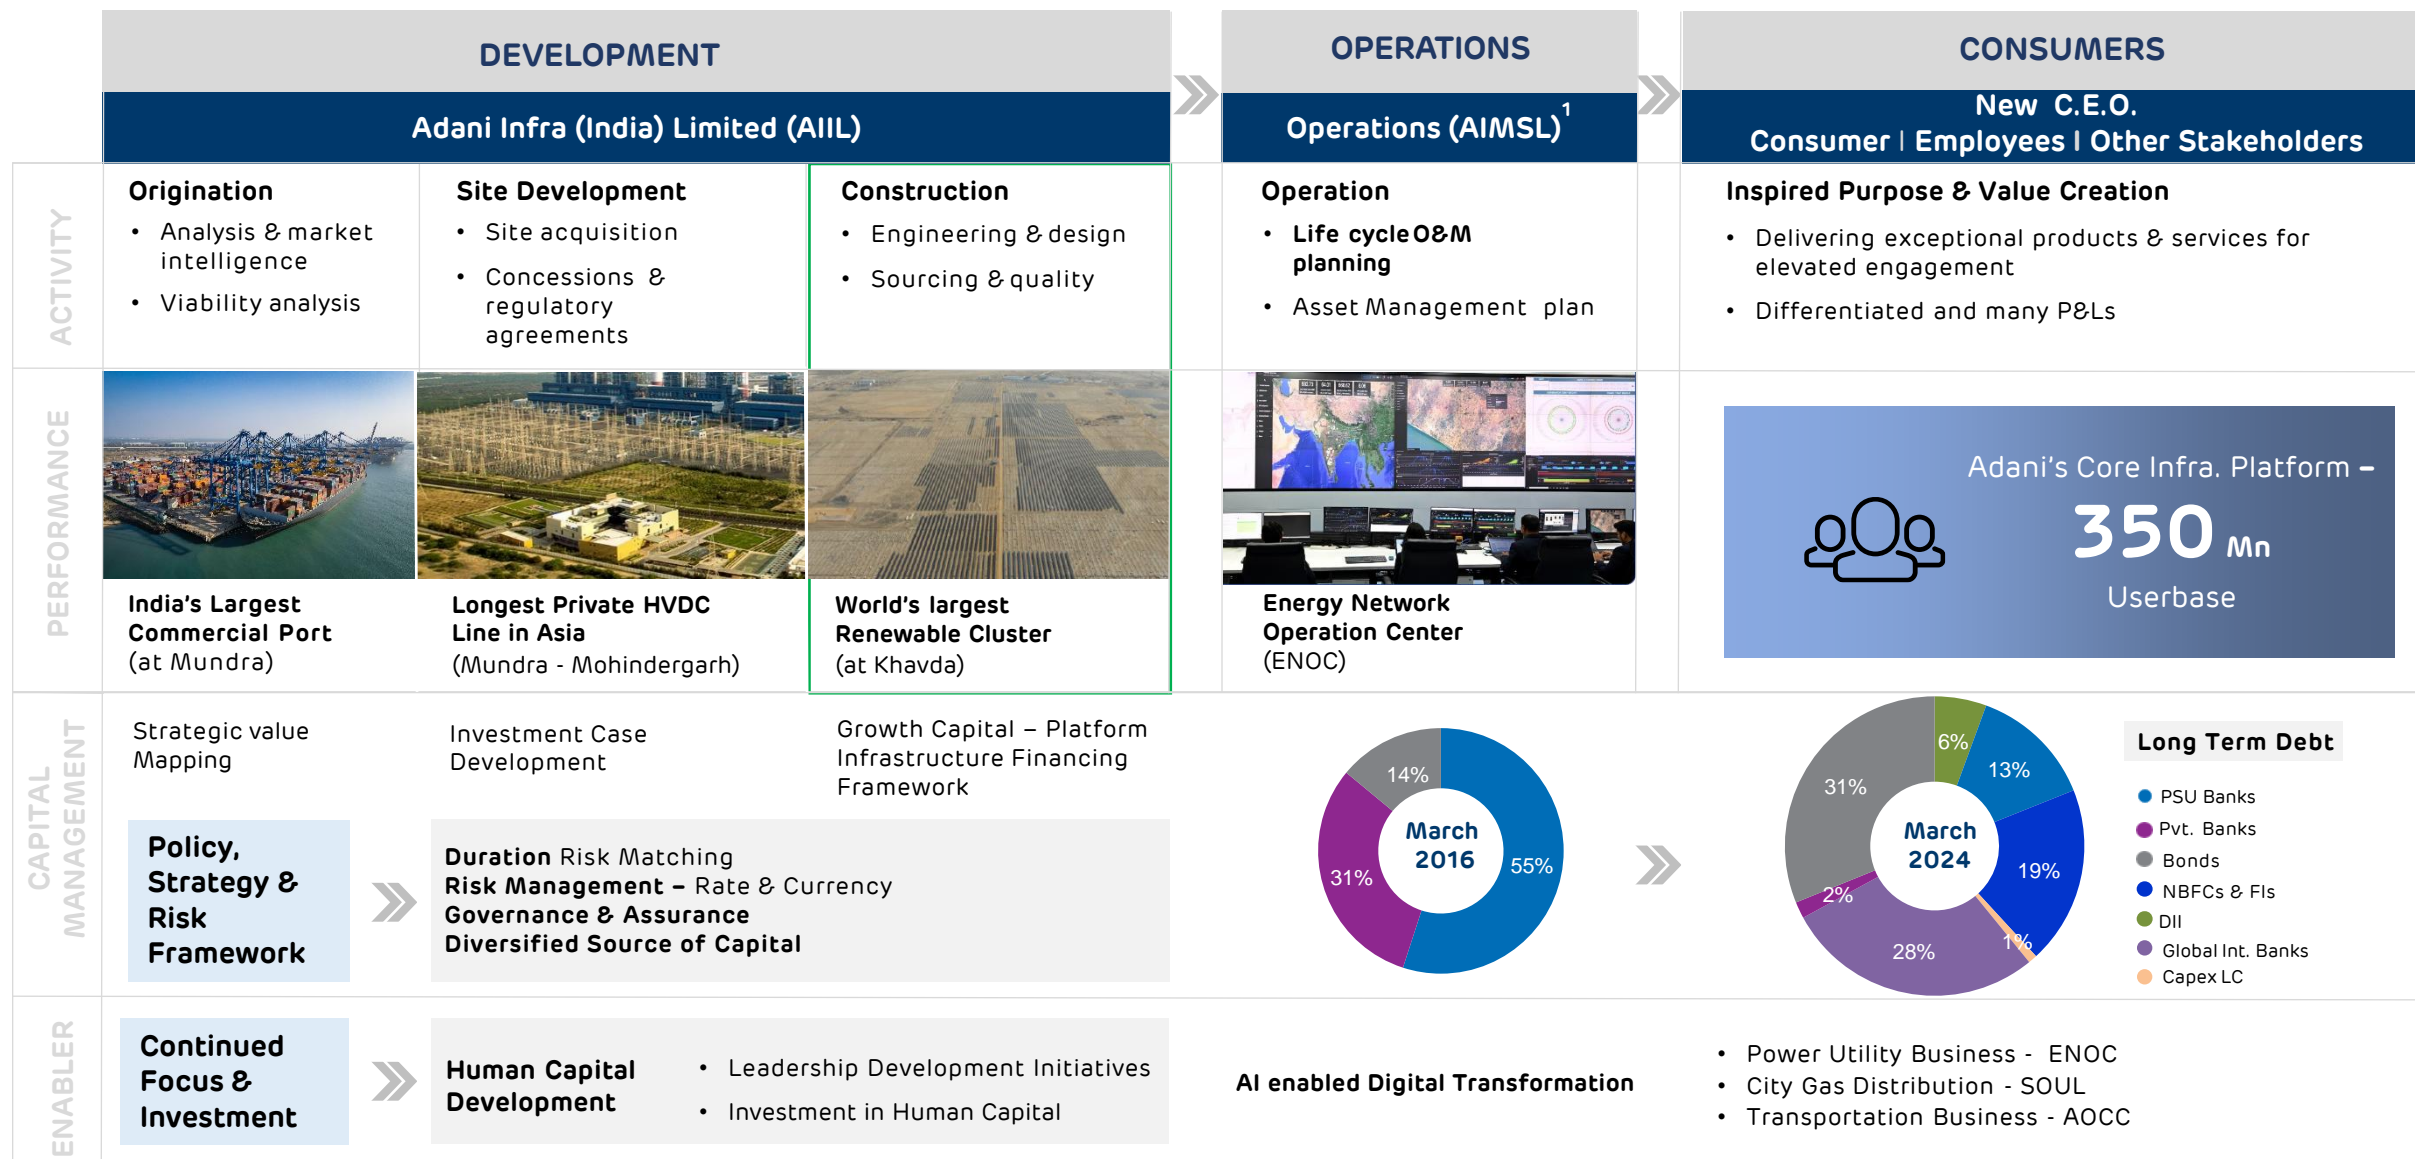 DEVELOPMENT
OPERATIONS
CONSUMERS
Adani Infra (India) Limited (AIIL)
Operations (AIMSL)1
New C.E.O.
Consumer I Employees I Other Stakeholders
ACTIVITY
Origination
• Analysis & market
intelligence
• Viability analysis
Site Development
• Site acquisition
• Concessions &
regulatory
agreements
Construction
• Engineering & design
• Sourcing & quality
Operation
• Life cycle O&M
planning
• Asset Management plan
Inspired Purpose & Value Creation
• Delivering exceptional products & services for
elevated engagement
• Differentiated and many P&Ls
PERFORMANCE
India's Largest
Commercial Port
(at Mundra)
Longest Private HVDC
Line in Asia
(Mundra - Mohindergarh)
World's largest
Renewable Cluster
(at Khavda)
Energy Network
Operation Center
(ENOC)
Adani's Core Infra. Platform –
350 Mn
Userbase
CAPITAL
MANAGEMENT
Strategic value
Mapping
Investment Case
Development
Growth Capital – Platform
Infrastructure Financing
Framework
Policy,
Strategy &
Risk
Framework
Duration Risk Matching
Risk Management – Rate & Currency
Governance & Assurance
Diversified Source of Capital
14%
31%
55%
March
2016
6%
13%
31%
19%
2%
1%
28%
March
2024
Long Term Debt
PSU Banks
Pvt. Banks
Bonds
NBFCs & FIs
DII
Global Int. Banks
Capex LC
ENABLER
Continued
Focus &
Investment
Human Capital
Development
• Leadership Development Initiatives
• Investment in Human Capital
AI enabled Digital Transformation
• Power Utility Business - ENOC
• City Gas Distribution - SOUL
• Transportation Business - AOCC